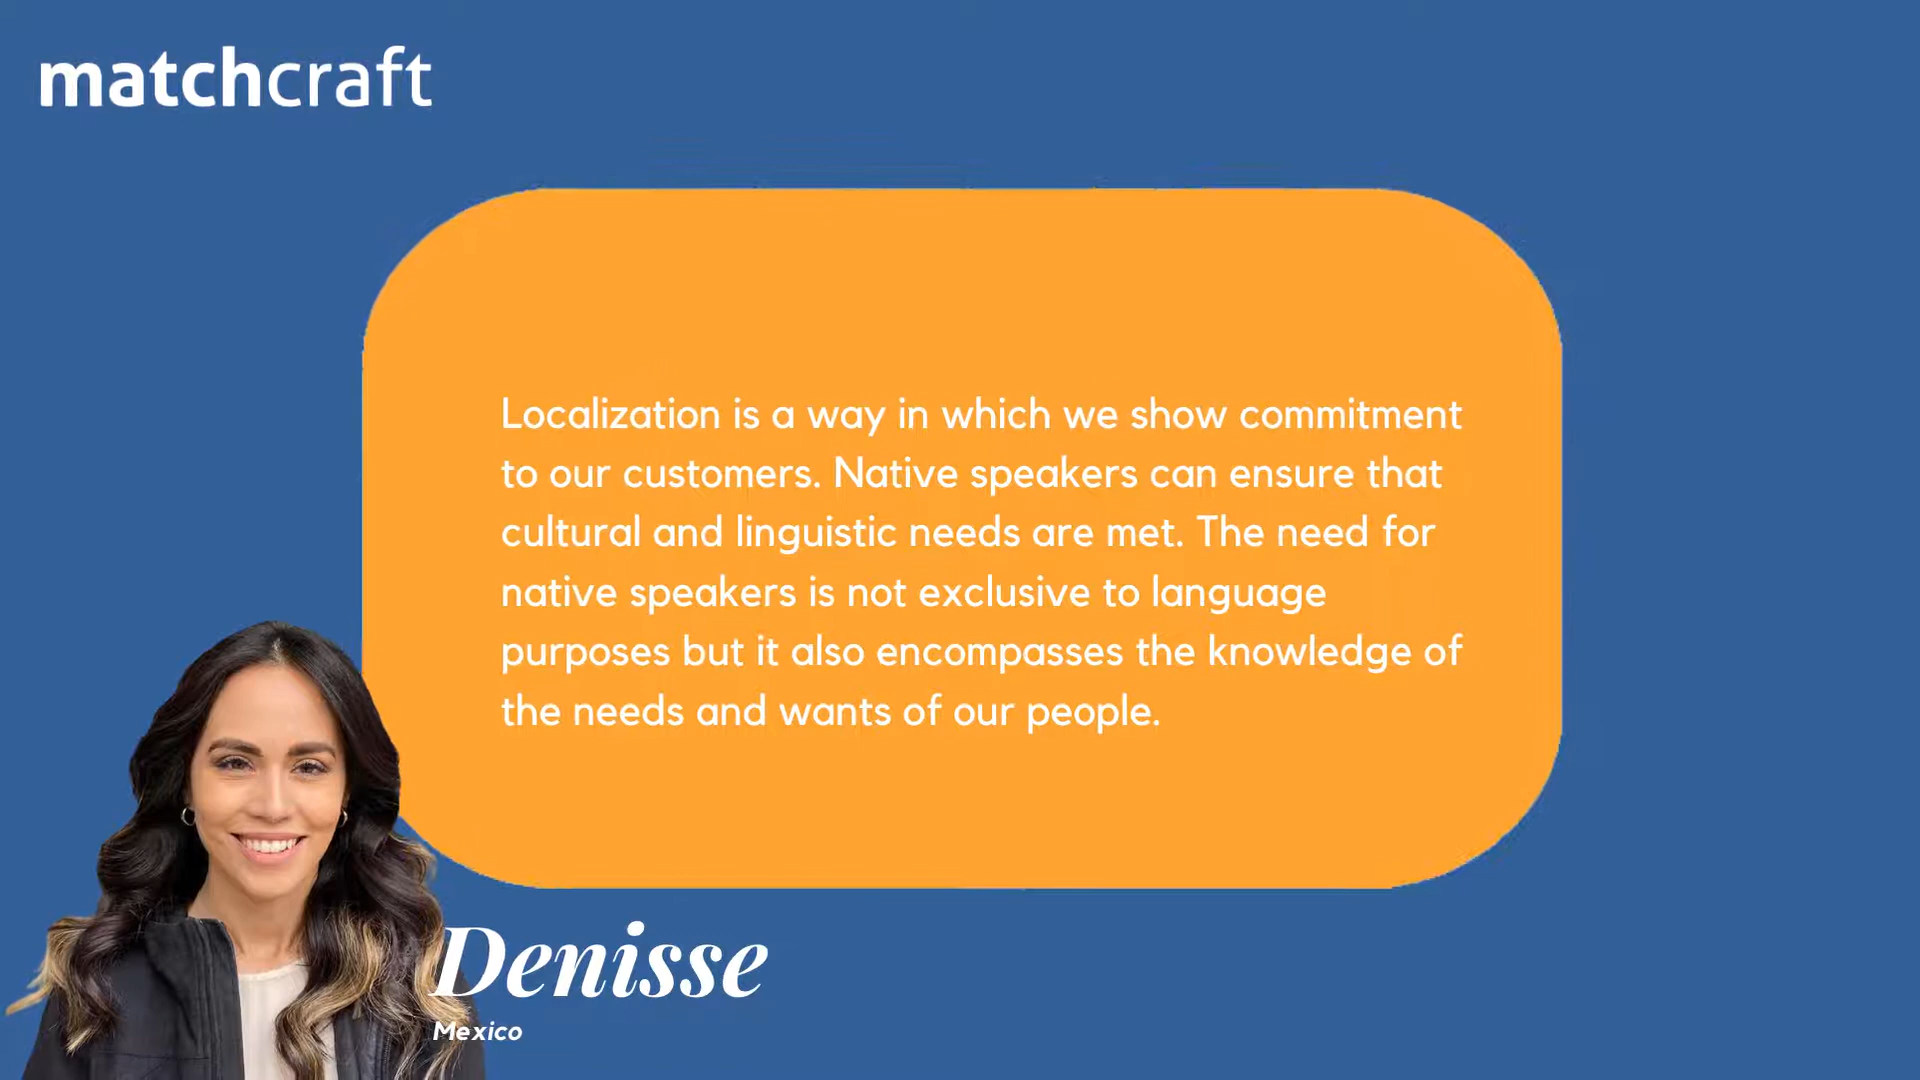 matchcraft
Localization is a way in which we show commitment
to our customers. Native speakers can ensure that
cultural and linguistic needs are met. The need for
native speakers is not exclusive to language
purposes but it also encompasses the knowledge of
the needs and wants of our people.
Denisse
Mexico